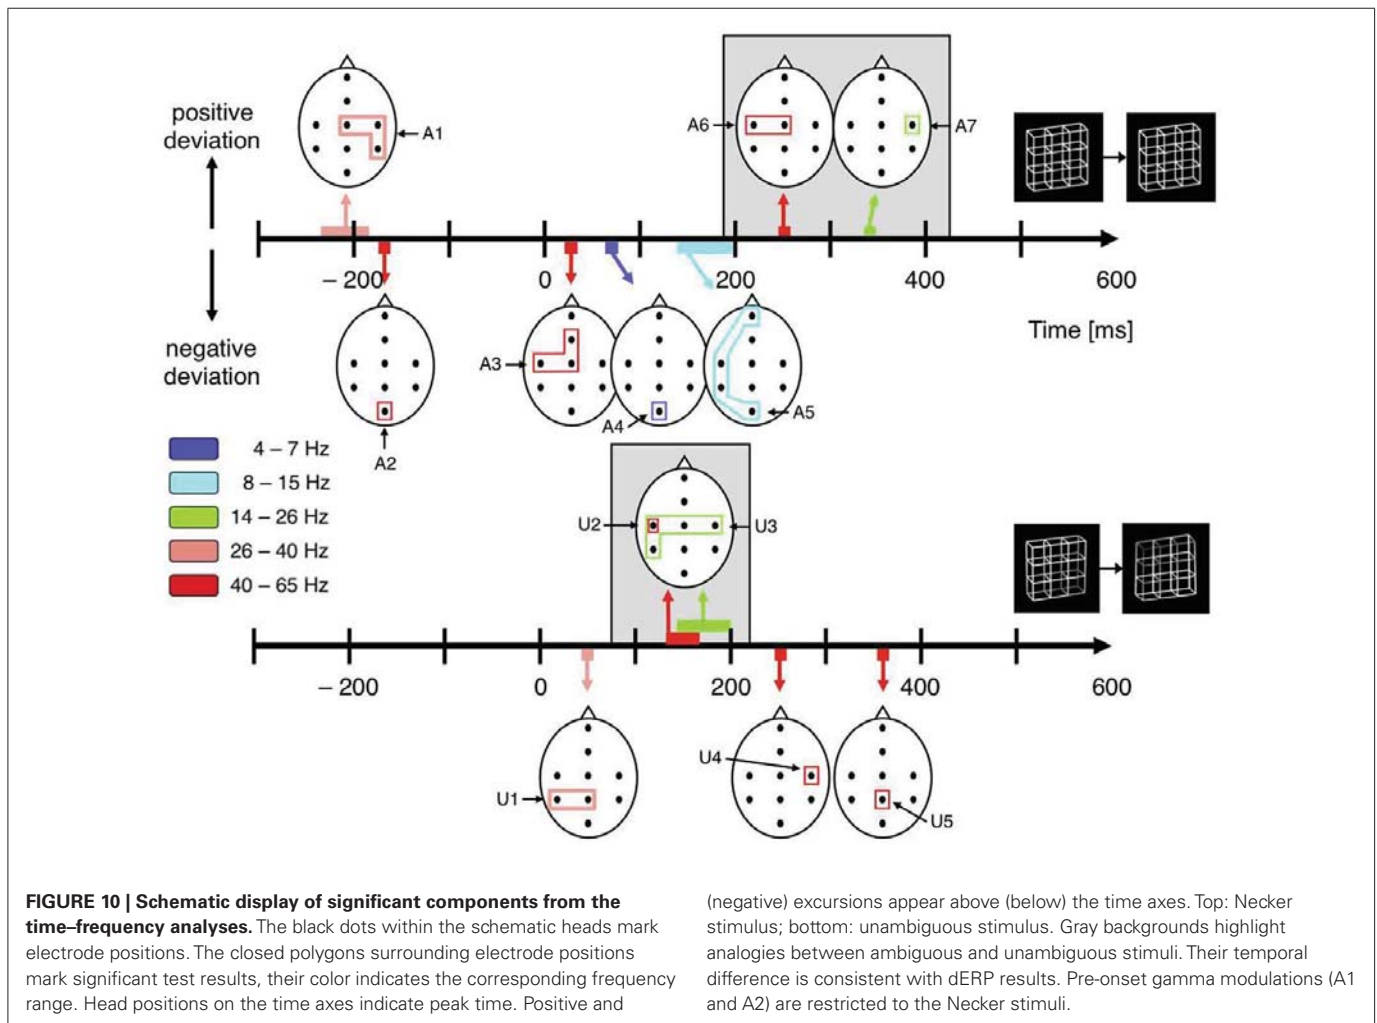 positive
deviation
A1
A6
A7
– 200
0
200
400
600
Time [ms]
negative
deviation
A3
A4
A5
A2
4 – 7 Hz
8 – 15 Hz
14 – 26 Hz
26 – 40 Hz
40 – 65 Hz
U2
U3
– 200
0
200
400
600
U4
U1
U5
FIGURE 10 | Schematic display of significant components from the
time–frequency analyses. The black dots within the schematic heads mark
electrode positions. The closed polygons surrounding electrode positions
mark significant test results, their color indicates the corresponding frequency
range. Head positions on the time axes indicate peak time. Positive and
(negative) excursions appear above (below) the time axes. Top: Necker
stimulus; bottom: unambiguous stimulus. Gray backgrounds highlight
analogies between ambiguous and unambiguous stimuli. Their temporal
difference is consistent with dERP results. Pre-onset gamma modulations (A1
and A2) are restricted to the Necker stimuli.